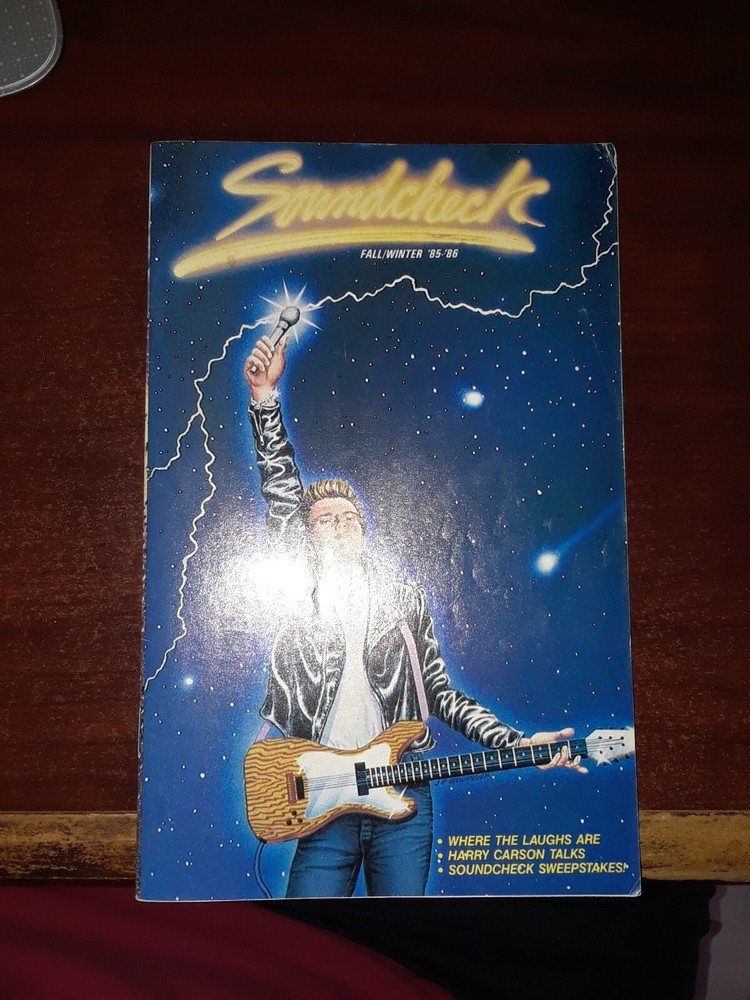 Soundcheck
FALL/WINTER '85-'86
• WHERE THE LAUGHS ARE
• HARRY CARSON TALKS
• SOUNDCHECK SWEEPSTAKES!